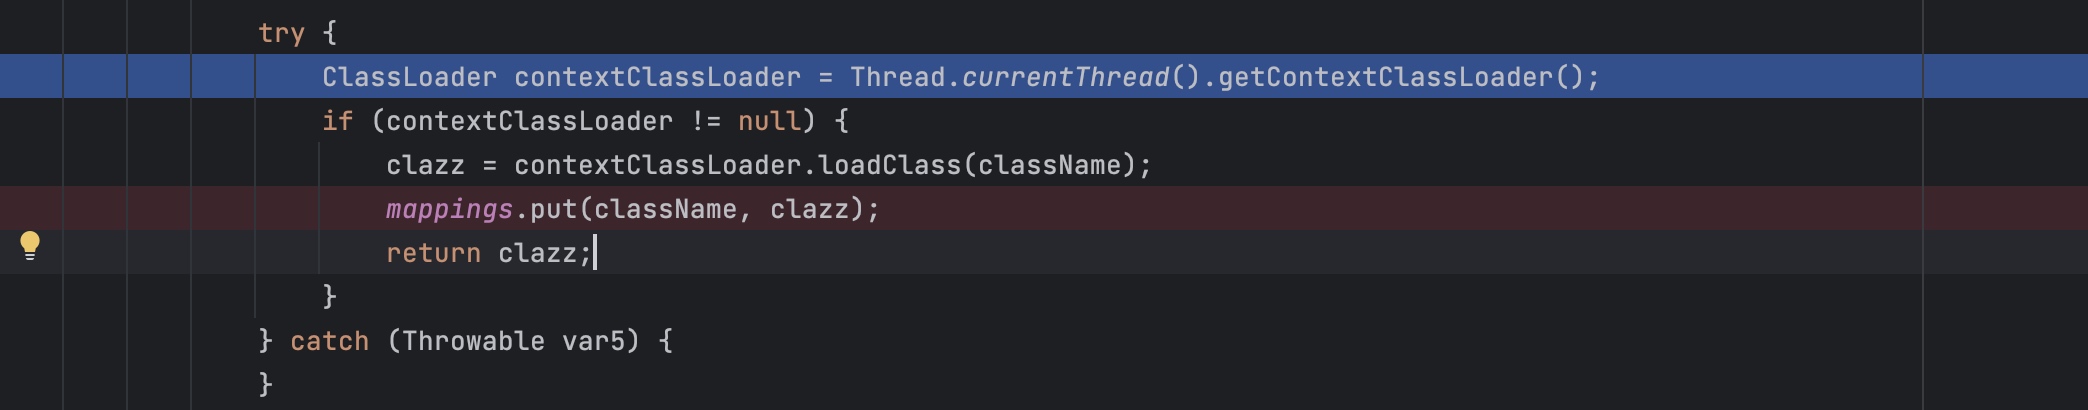 try {
ClassLoader contextClassLoader = Thread.currentThread().getContextClassLoader();
if (contextClassLoader != null) {
clazz = contextClassLoader.loadClass(className);
mappings.put(className, clazz);
return clazz;
}
} catch (Throwable var5) {
}